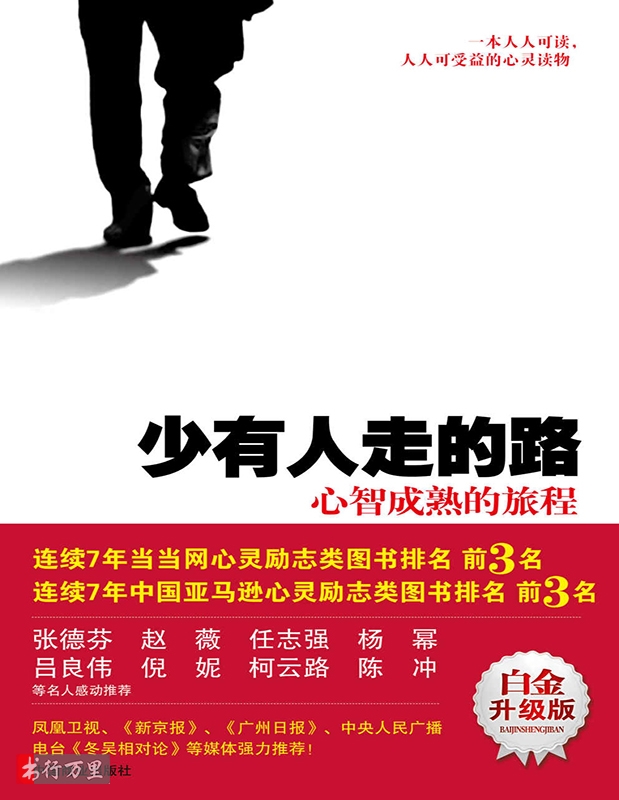 一本人人可读，
人人可受益的心灵读物
少有人走的路
心智成熟的旅程
连续7年当当网心灵励志类图书排名 前3名
连续7年中国亚马逊心灵励志类图书排名 前3名
张德芬 赵 薇 任志强 杨 幂
吕良伟 倪 妮 柯云路 陈 冲
等名人感动推荐
凤凰卫视、《新京报》、《广州日报》、中央人民广播
电台《冬吴相对论》等媒体强力推荐！
白金
升级版
BAIJINSHENGJIBAN
书行万里
版社